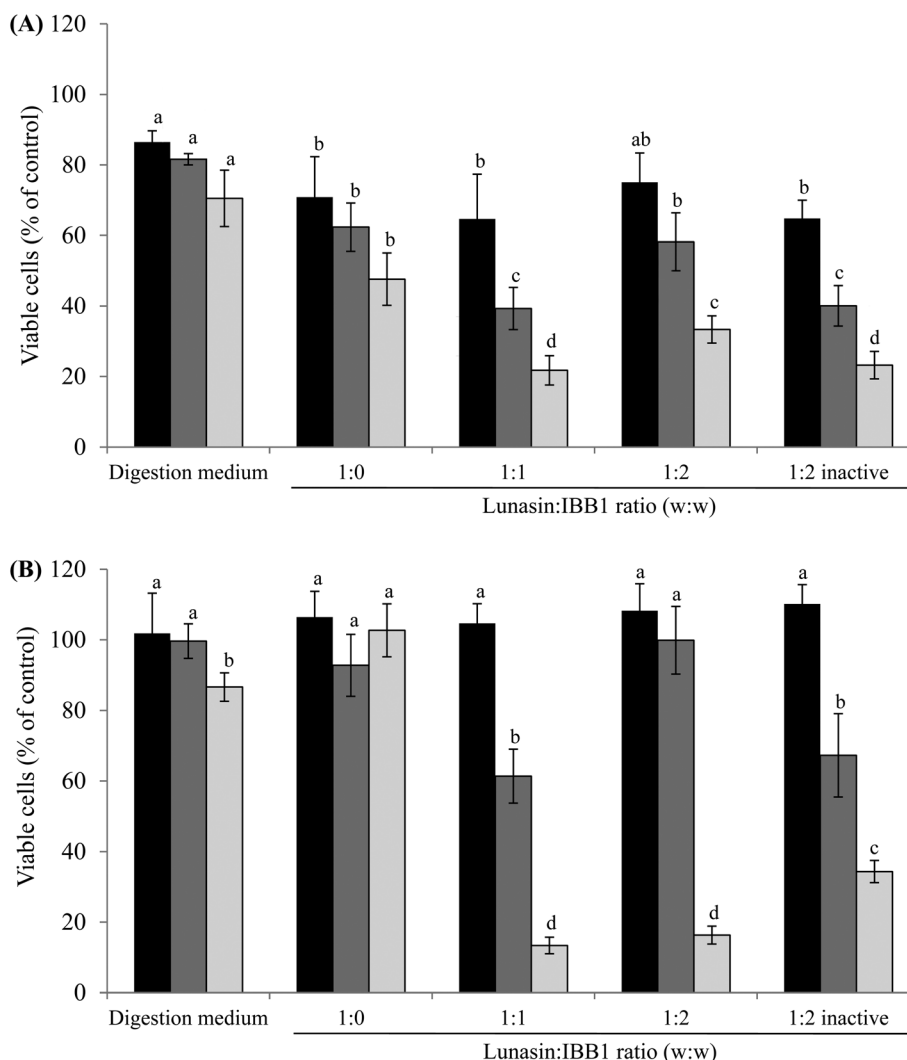 (A)
Viable cells (% of control)
120
100
80
60
40
20
0
a a a
b b b
b c d
ab b c
b c d
Digestion medium 1:0 1:1 1:2 1:2 inactive
Lunasin:IBB1 ratio (w:w)
(B)
Viable cells (% of control)
120
100
80
60
40
20
0
a a b
a a a
a b d
a a d
a b c
Digestion medium 1:0 1:1 1:2 1:2 inactive
Lunasin:IBB1 ratio (w:w)